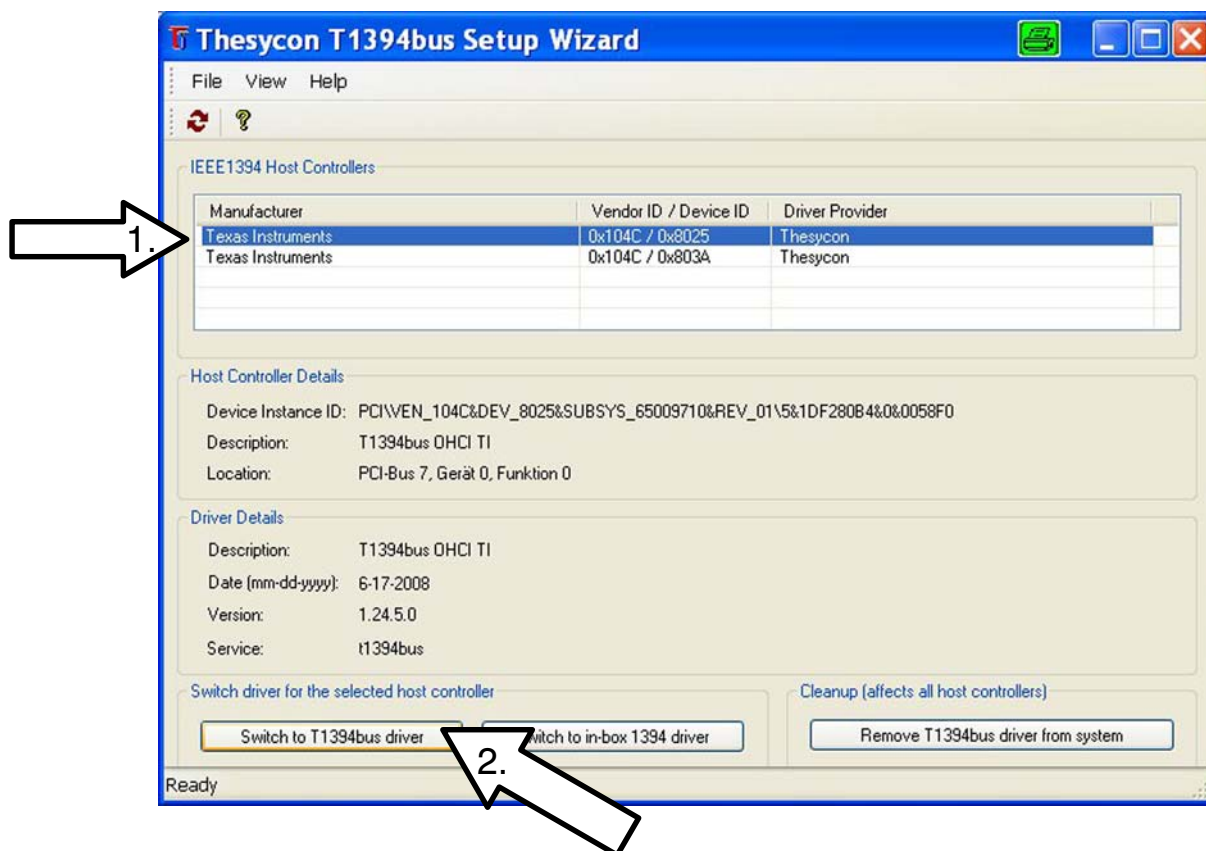 Thesycon T1394bus Setup Wizard
File View Help
IEEE1394 Host Controllers
Manufacturer Vendor ID / Device ID Driver Provider
1.
Texas Instruments 0x104C / 0x8025 Thesycon
Texas Instruments 0x104C / 0x803A Thesycon
Host Controller Details
Device Instance ID: PCI\VEN_104C&DEV_8025&SUBSYS_65009710&REV_01\5&1DF280B4&0&0058F0
Description: T1394bus OHCI TI
Location: PCI-Bus 7, Gerät 0, Funktion 0
Driver Details
Description: T1394bus OHCI TI
Date (mm-dd-yyyy): 6-17-2008
Version: 1.24.5.0
Service: t1394bus
Switch driver for the selected host controller Cleanup (affects all host controllers)
Switch to T1394bus driver witch to in-box 1394 driver Remove T1394bus driver from system
2.
Ready